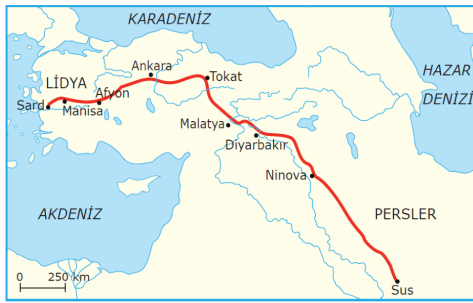 KARADENİZ
HAZAR
DENİZİ
Ankara
Tokat
LİDYA
Afyon
Sard
Manisa
Malatya
Diyarbakır
Ninova
AKDENİZ
PERSLER
0 250 km
Sus